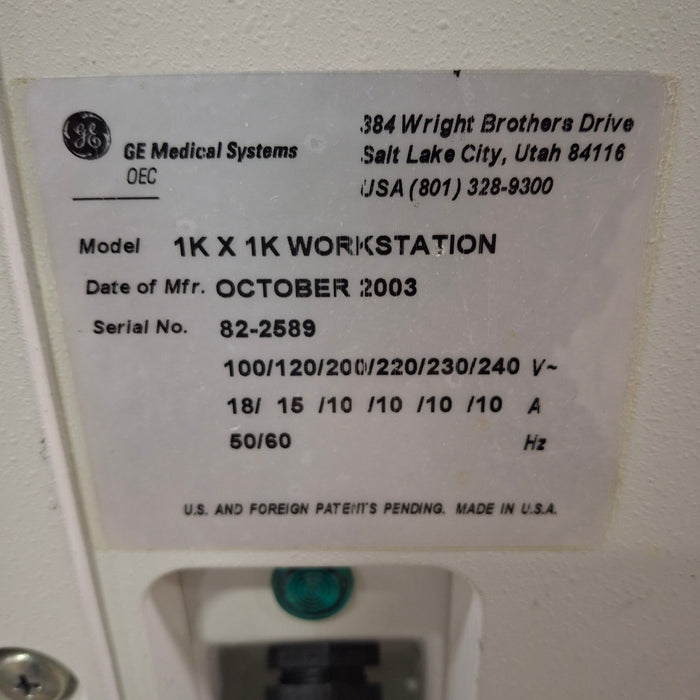 GE
GE Medical Systems
OEC
384 Wright Brothers Drive
Salt Lake City, Utah 84116
USA (801) 328-9300
Model 1K X 1K WORKSTATION
Date of Mfr. OCTOBER 2003
Serial No. 82-2589
100/120/200/220/230/240 V~
18/ 15 /10 /10 /10 /10 A
50/60 Hz
U.S. AND FOREIGN PATENTS PENDING. MADE IN U.S.A.